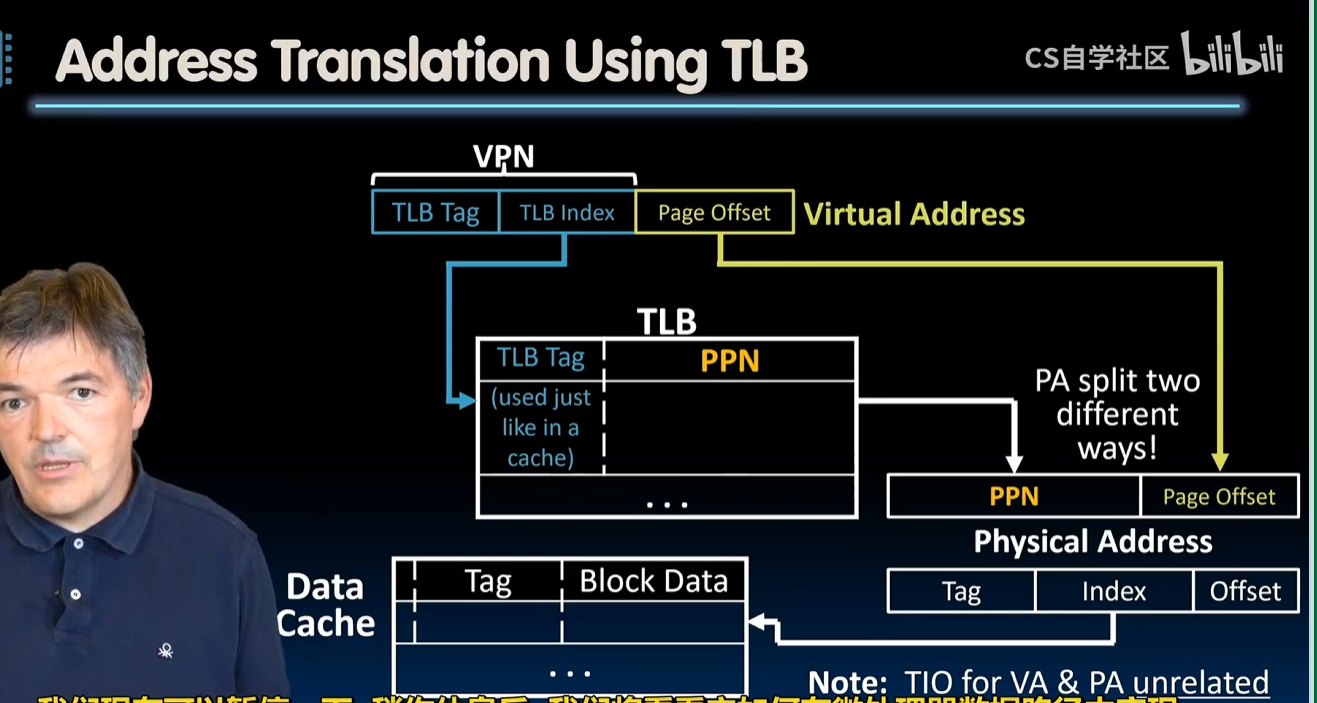 Address Translation Using TLB
CS自学社区 bilibili
VPN
TLB Tag TLB Index Page Offset Virtual Address
TLB
TLB Tag PPN
(used just
like in a
cache)
...
PA split two
different
ways!
PPN Page Offset
Physical Address
Tag Index Offset
Data
Cache
Tag Block Data
...
Note: TIO for VA & PA unrelated